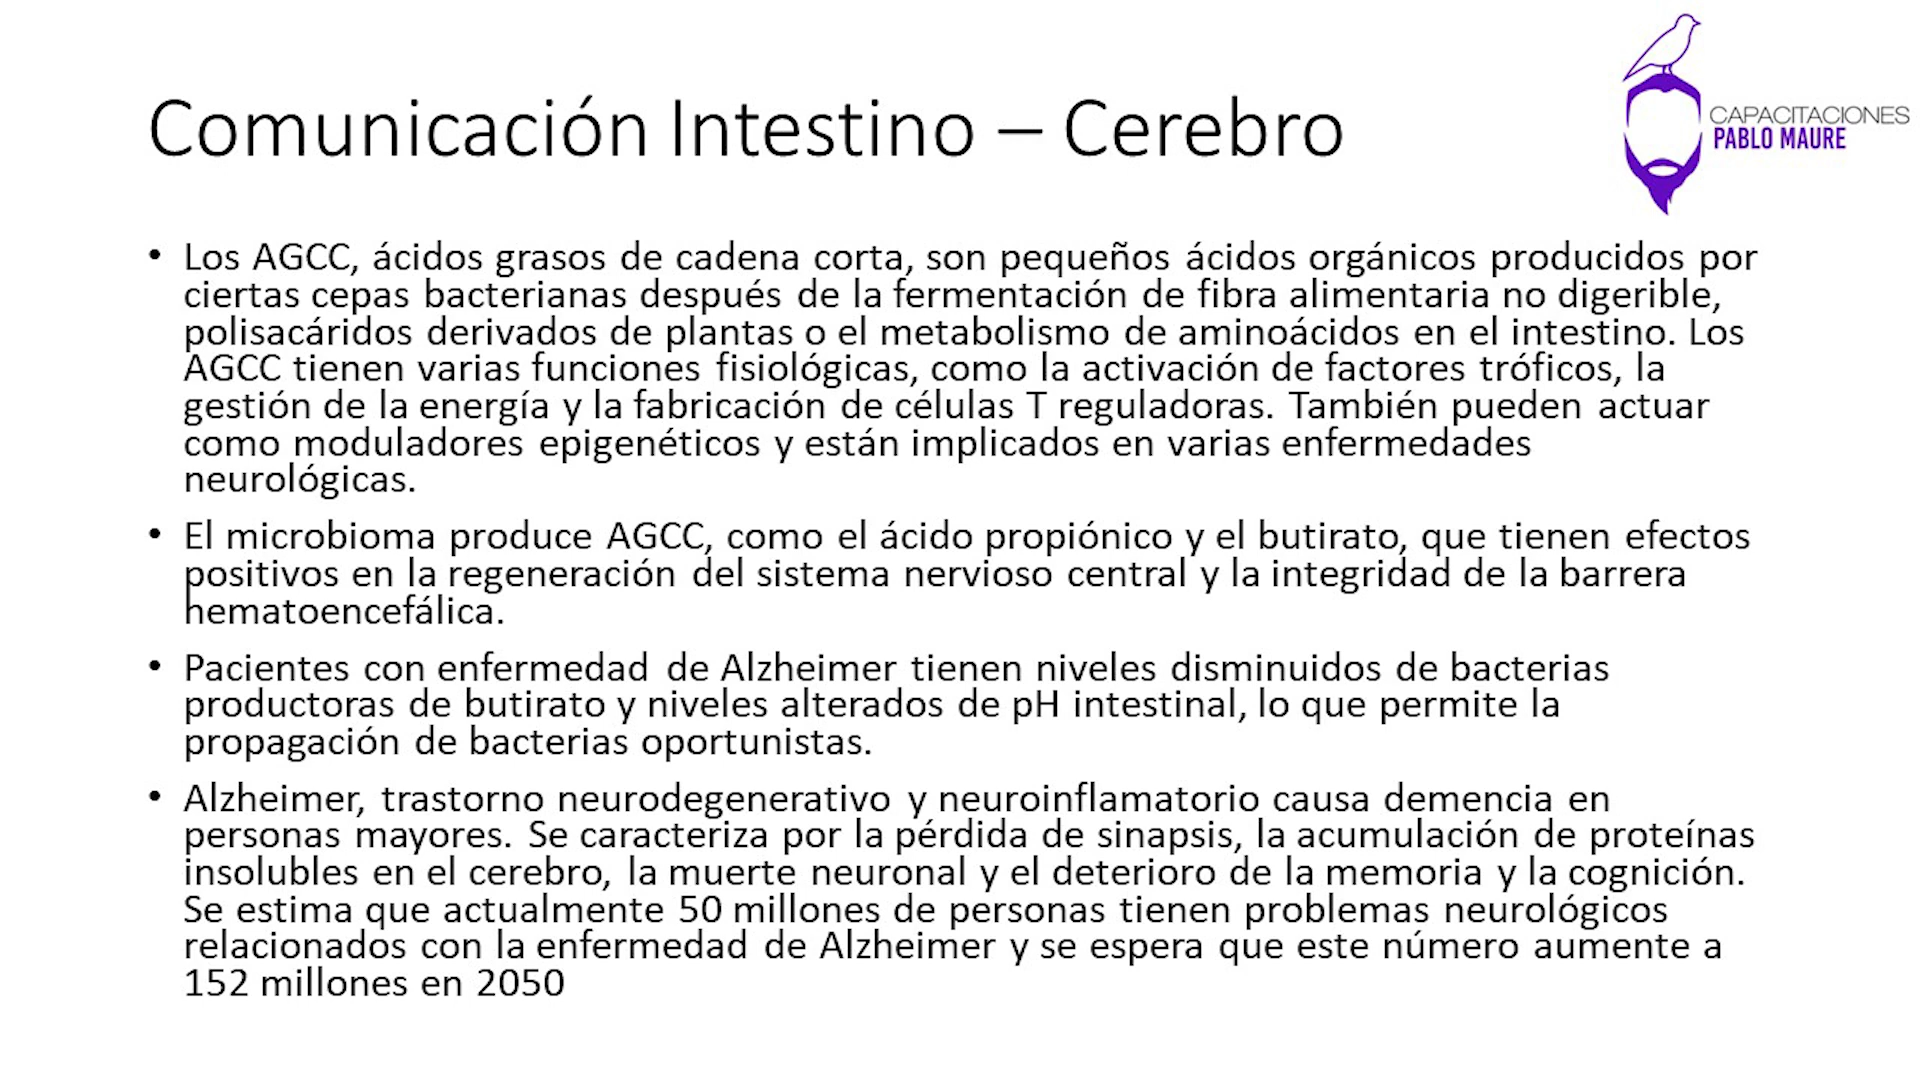 Comunicación Intestino – Cerebro
CAPACITACIONES
PABLO MAURE
• Los AGCC, ácidos grasos de cadena corta, son pequeños ácidos orgánicos producidos por
ciertas cepas bacterianas después de la fermentación de fibra alimentaria no digerible,
polisacáridos derivados de plantas o el metabolismo de aminoácidos en el intestino. Los
AGCC tienen varias funciones fisiológicas, como la activación de factores tróficos, la
gestión de la energía y la fabricación de células T reguladoras. También pueden actuar
como moduladores epigenéticos y están implicados en varias enfermedades
neurológicas.
• El microbioma produce AGCC, como el ácido propiónico y el butirato, que tienen efectos
positivos en la regeneración del sistema nervioso central y la integridad de la barrera
hematoencefálica.
• Pacientes con enfermedad de Alzheimer tienen niveles disminuidos de bacterias
productoras de butirato y niveles alterados de pH intestinal, lo que permite la
propagación de bacterias oportunistas.
• Alzheimer, trastorno neurodegenerativo y neuroinflamatorio causa demencia en
personas mayores. Se caracteriza por la pérdida de sinapsis, la acumulación de proteínas
insolubles en el cerebro, la muerte neuronal y el deterioro de la memoria y la cognición.
Se estima que actualmente 50 millones de personas tienen problemas neurológicos
relacionados con la enfermedad de Alzheimer y se espera que este número aumente a
152 millones en 2050